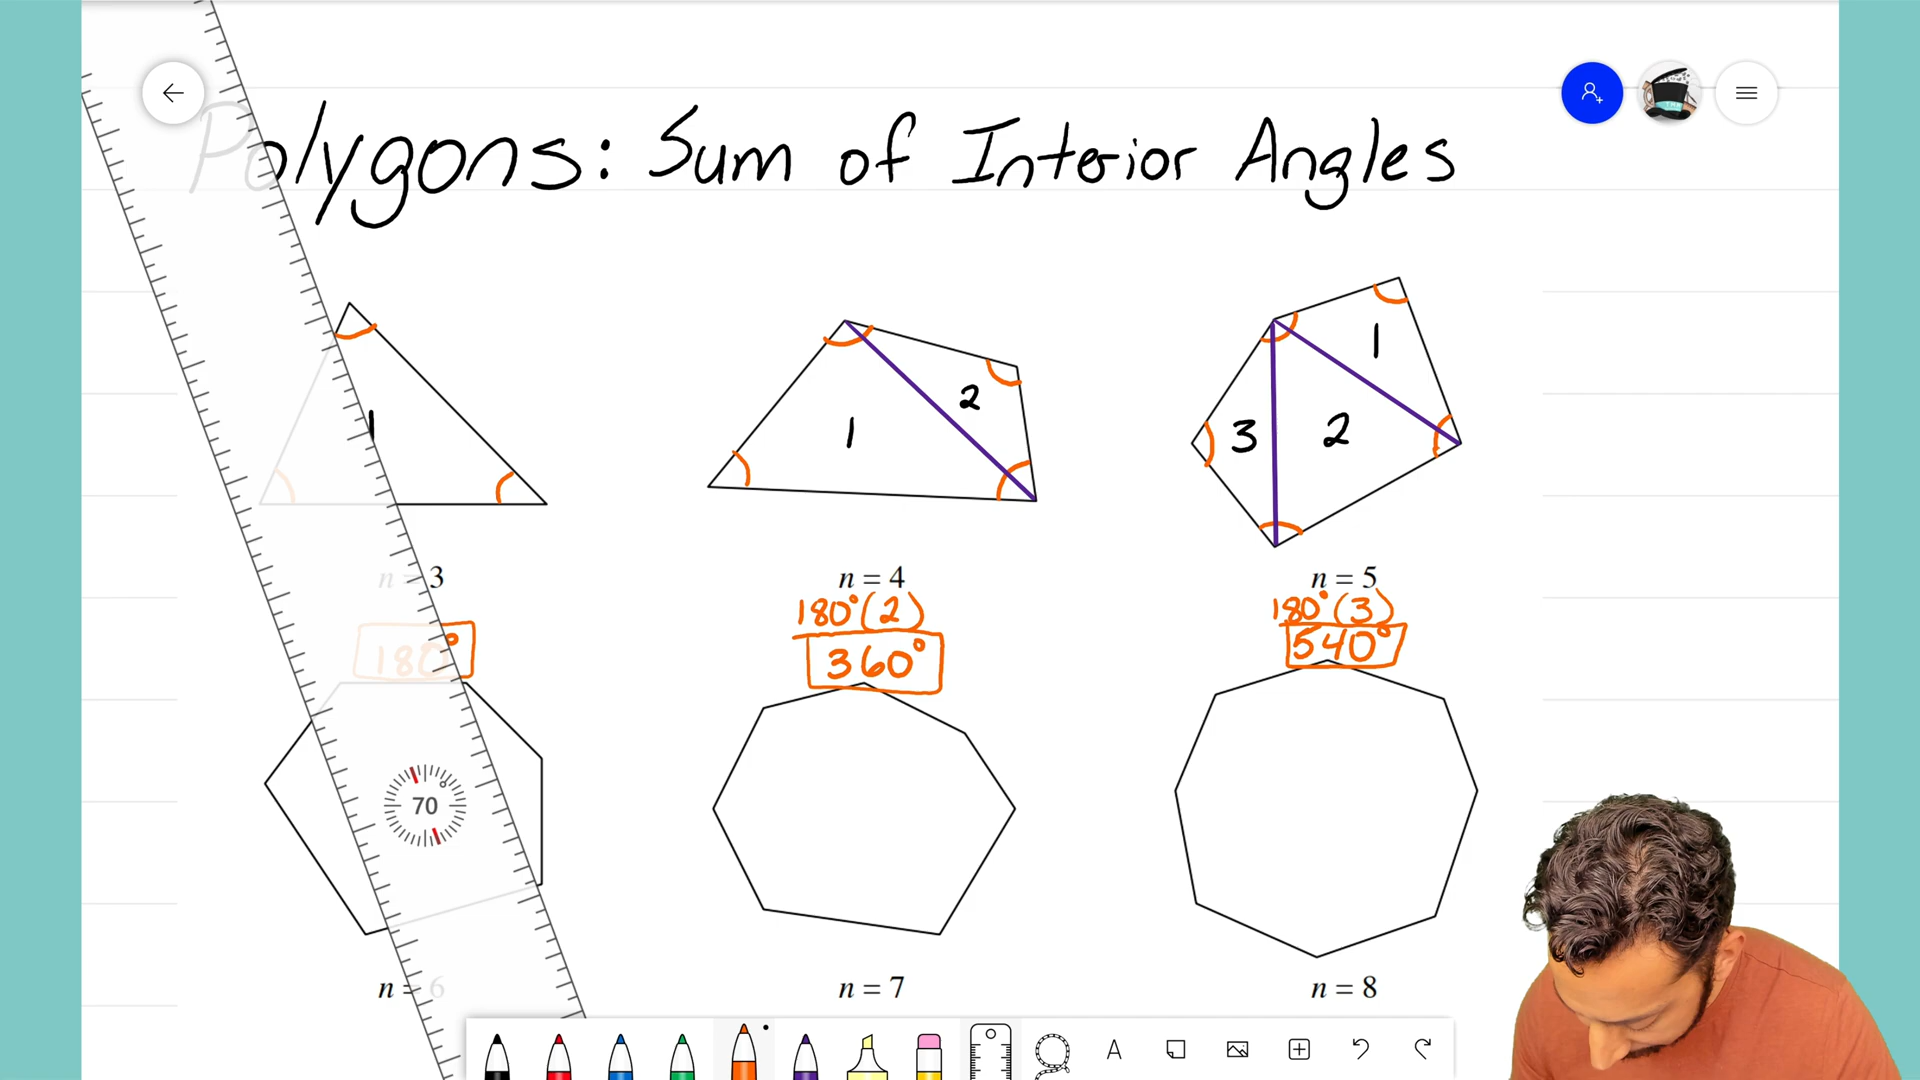 Polygons: Sum of Interior Angles
1
1
2
1
2
3
n = 3
n = 4
n = 5
180°
180°(2)
360°
180°(3)
540°
70°
n = 6
n = 7
n = 8
A